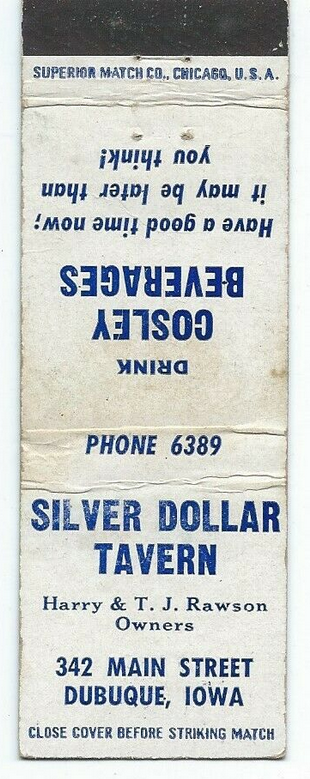 SUPERIOR MATCH CO., CHICAGO, U.S.A.
DRINK
COSLEY
BEVERAGES
Have a good time now;
it may be later than
you think!
PHONE 6389
SILVER DOLLAR
TAVERN
Harry & T. J. Rawson
Owners
342 MAIN STREET
DUBUQUE, IOWA
CLOSE COVER BEFORE STRIKING MATCH